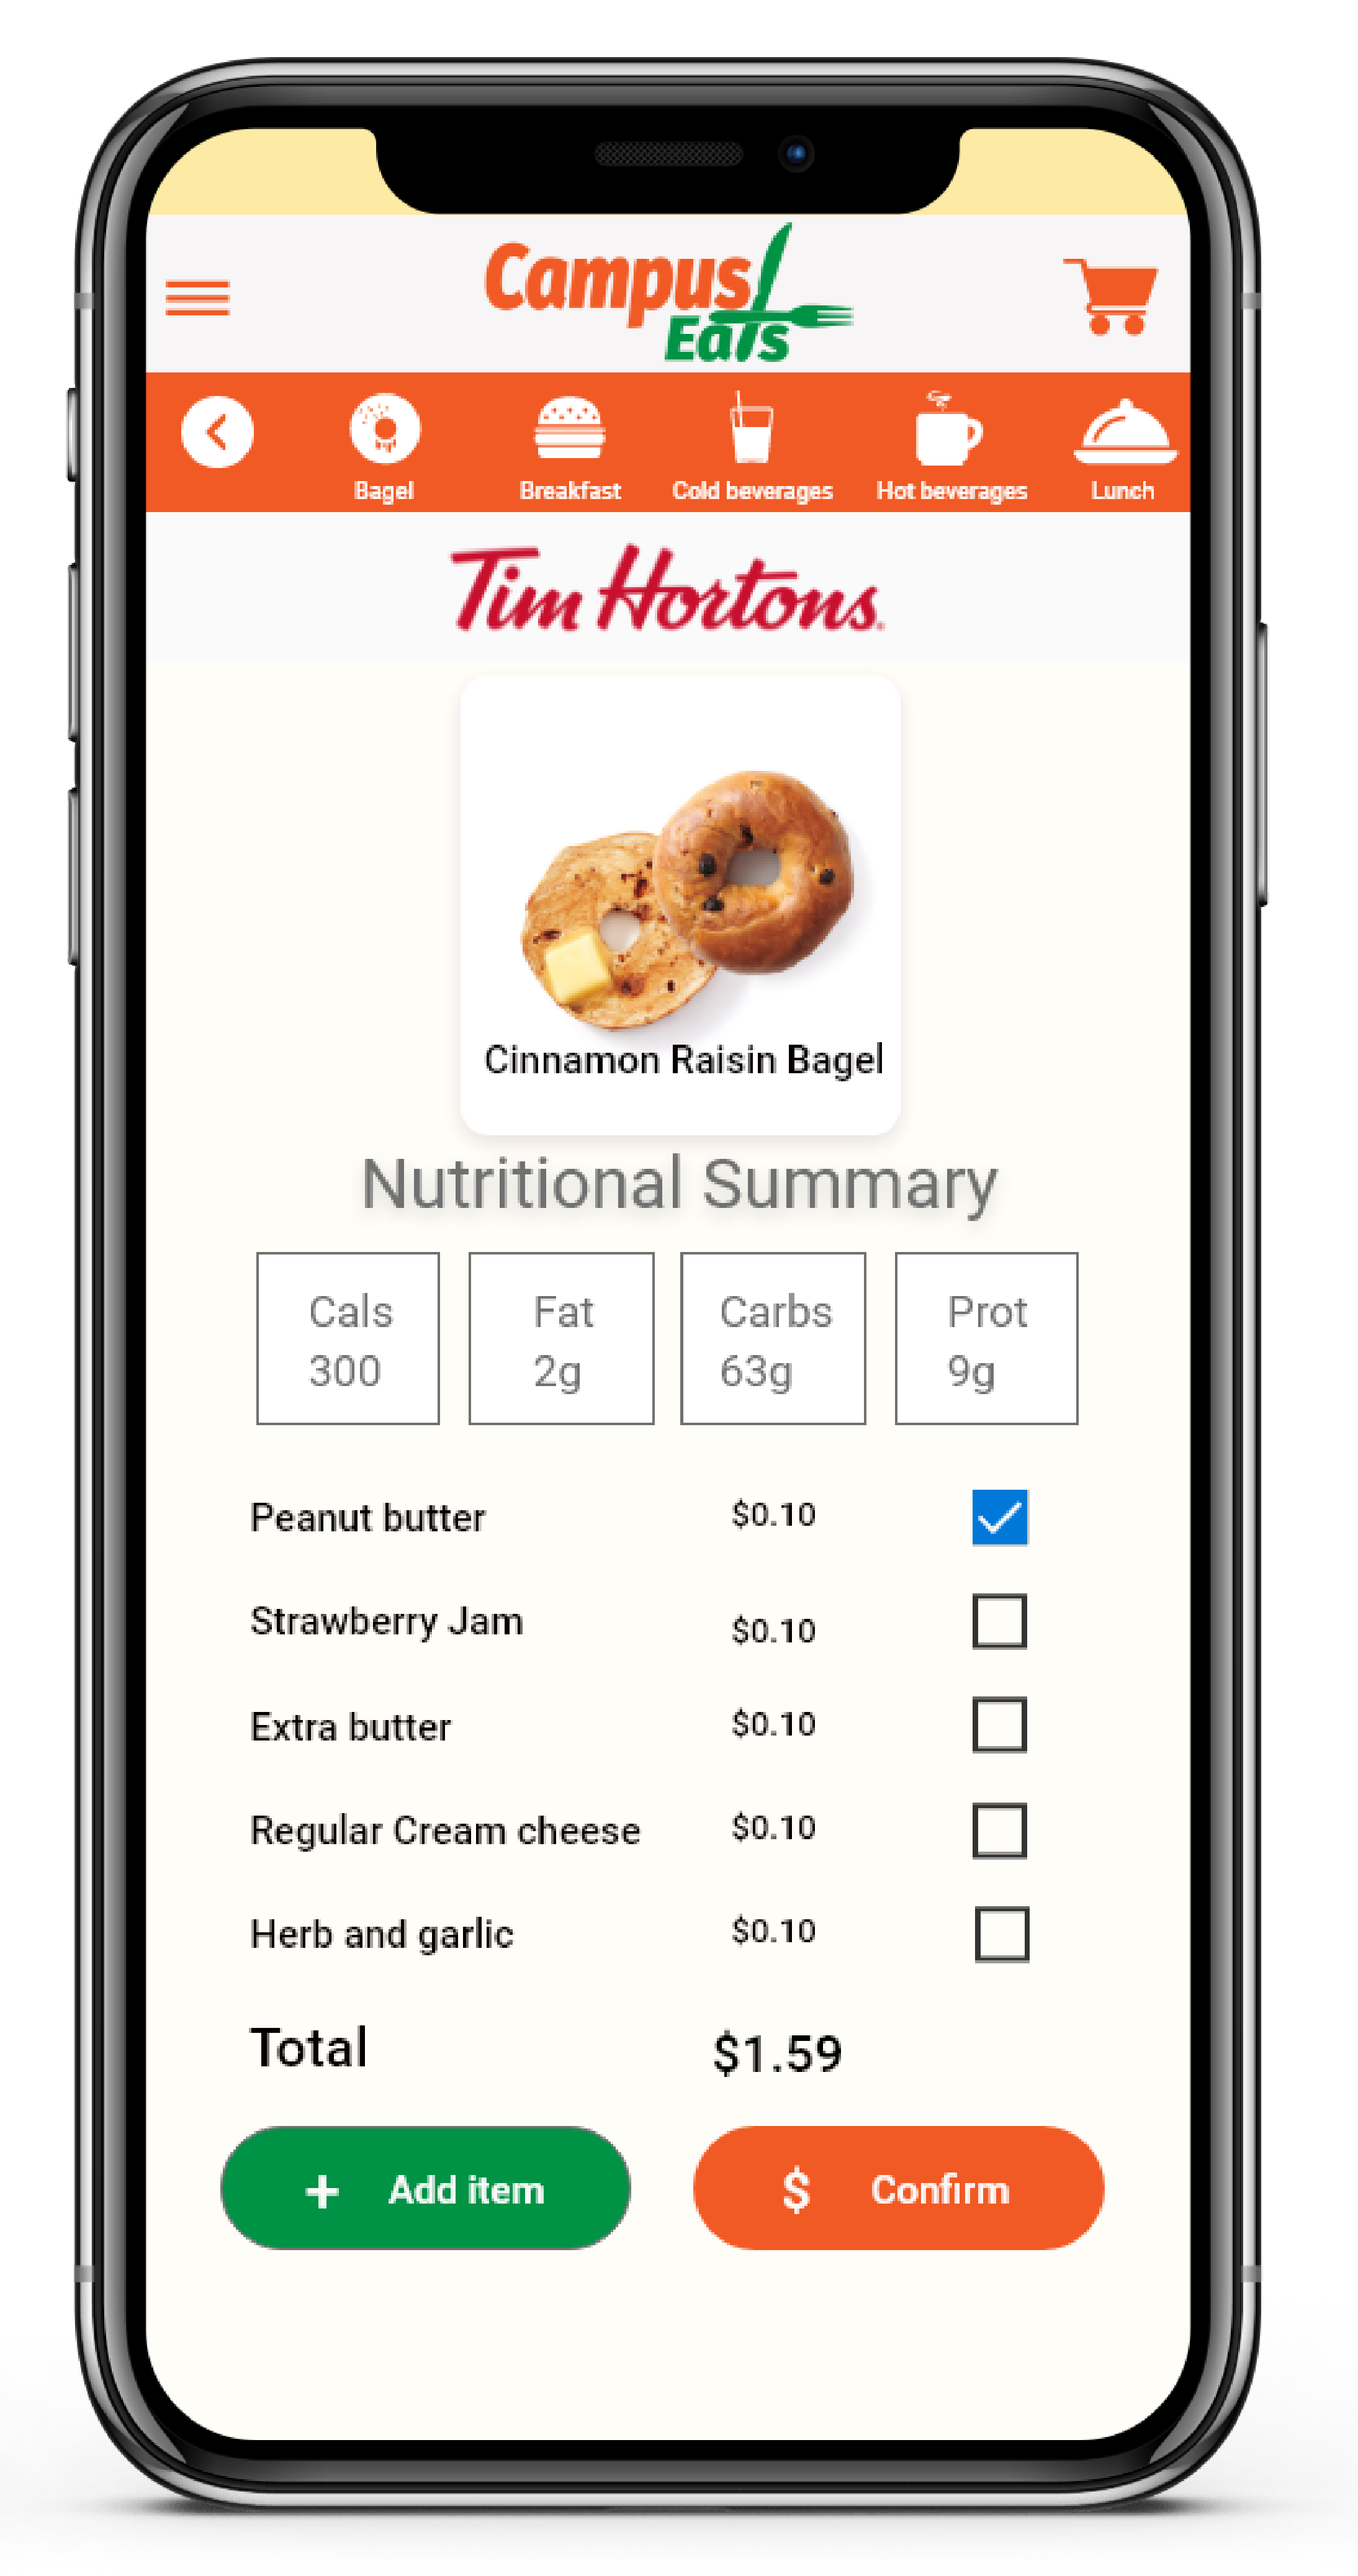 Campus
Eats
Bagel
Breakfast
Cold beverages
Hot beverages
Lunch
Tim Hortons
Cinnamon Raisin Bagel
Nutritional Summary
Cals
300
Fat
2g
Carbs
63g
Prot
9g
Peanut butter $0.10
Strawberry Jam $0.10
Extra butter $0.10
Regular Cream cheese $0.10
Herb and garlic $0.10
Total $1.59
+ Add item
$ Confirm